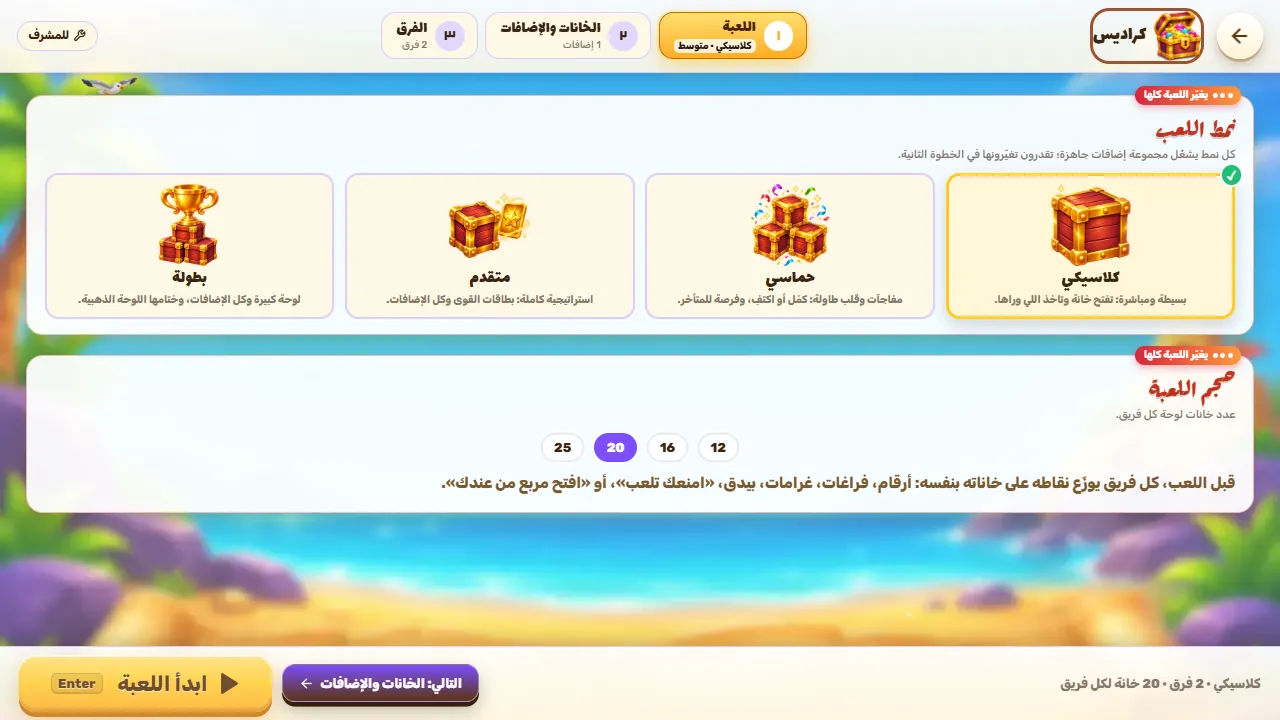 كراديس
١
اللعبة
كلاسيكي • متوسط
٢
الخانات والإضافات
1 إضافات
٣
الفرق
2 فرق
للمشرف
يغيّر اللعبة كلها
نمط اللعب
كل نمط يشغّل مجموعة إضافات جاهزة؛ تقدرون تغيّرونها في الخطوة الثانية.
كلاسيكي
بسيطة ومباشرة: تفتح خانة وتاخذ اللي وراها.
حماسي
مفاجآت وقلب طاولة: كمّل أو اكتفِ، وفرصة للمتأخر.
متقدم
استراتيجية كاملة: بطاقات القوى وكل الإضافات.
بطولة
لوحة كبيرة وكل الإضافات، وختامها اللوحة الذهبية.
يغيّر اللعبة كلها
حجم اللعبة
عدد خانات لوحة كل فريق.
12
16
20
25
قبل اللعب، كل فريق يوزّع نقاطه على خاناته بنفسه: أرقام، فراغات، غرامات، بيدق، «امنعك تلعب»، أو «افتح مربع من عندك».
كلاسيكي • 2 فرق • 20 خانة لكل فريق
التالي: الخانات والإضافات
ابدأ اللعبة
Enter